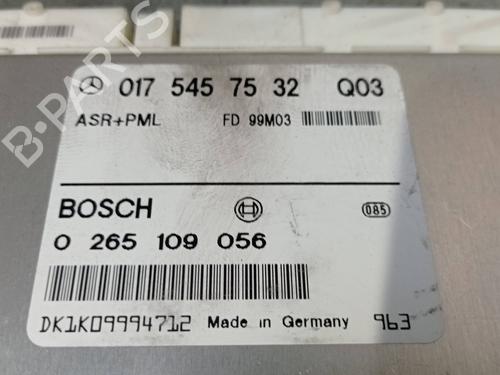 017 545 75 32 Q03
ASR+PML FD 99M03
BOSCH 085
0 265 109 056
DK1K09994712 Made in Germany 963
B-PARTS